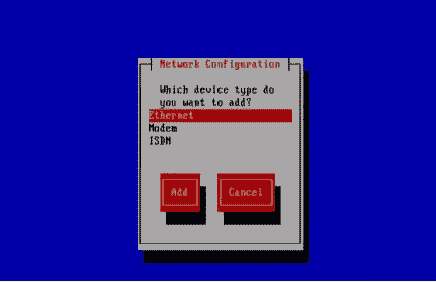 Network Configuration
Which device type do
you want to add?
Ethernet
Modem
ISDN
Add
Cancel